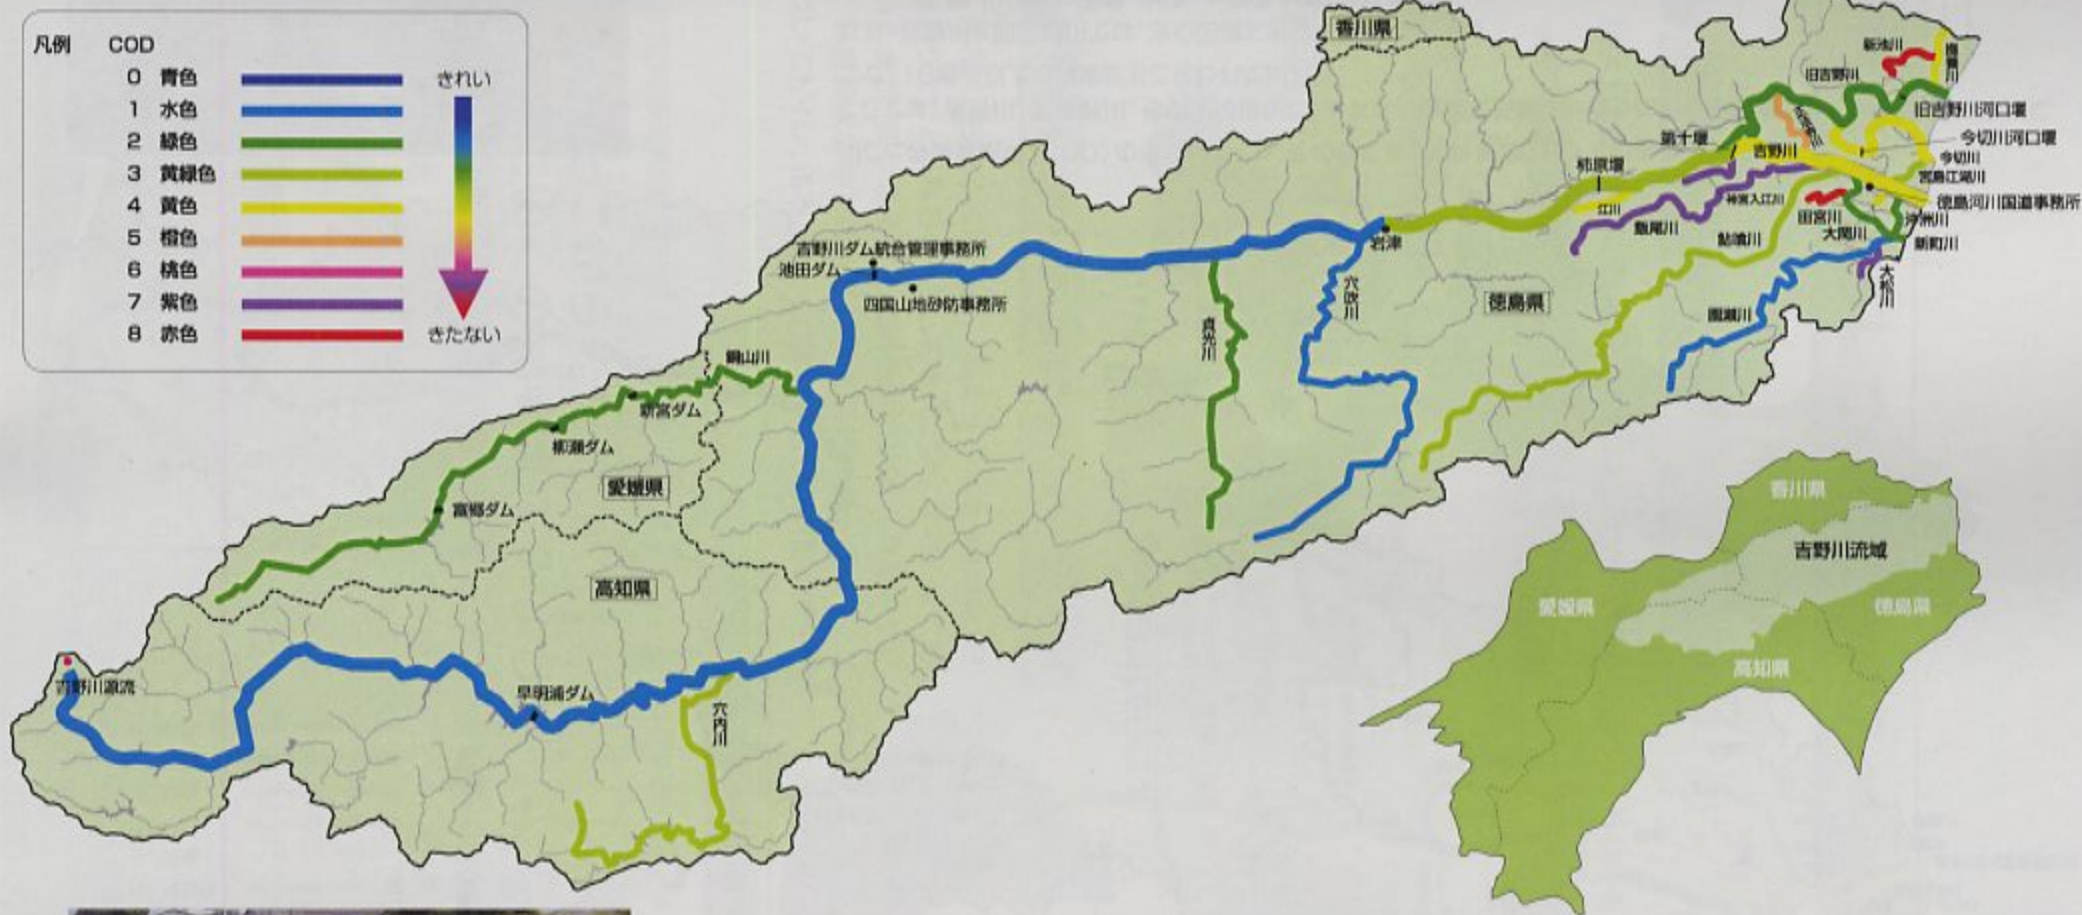 凡例 COD
0 青色
1 水色
2 緑色
3 黄緑色
4 黄色
5 橙色
6 桃色
7 紫色
8 赤色
きれい
きたない
香川県
新池川
旧吉野川
旧吉野川河口堰
今切川河口堰
今切川
宮島江湖川
徳島河川国道事務所
第十堰
吉野川
柿原堰
江川
飯尾川
神宮入江川
田宮川
大岡川
沖洲川
新町川
大松川
鮎喰川
園瀬川
岩津
穴吹川
徳島県
貞光川
吉野川ダム統合管理事務所
池田ダム
四国山地砂防事務所
銅山川
新宮ダム
柳瀬ダム
富郷ダム
愛媛県
高知県
吉野川源流
早明浦ダム
穴内川
香川県
吉野川流域
愛媛県
徳島県
高知県